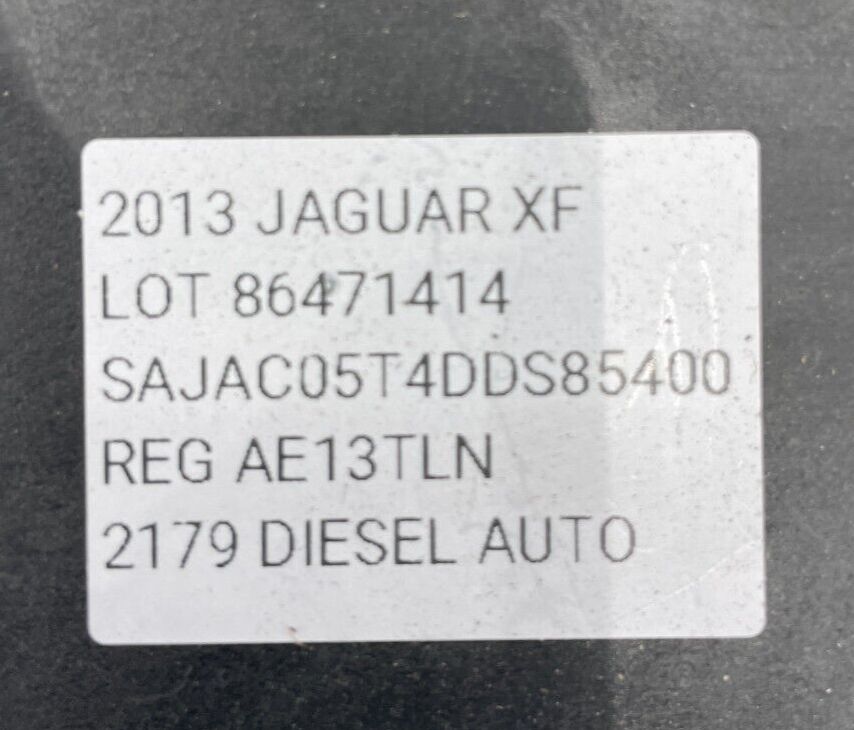 2013 JAGUAR XF
LOT 86471414
SAJAC05T4DDS85400
REG AE13TLN
2179 DIESEL AUTO